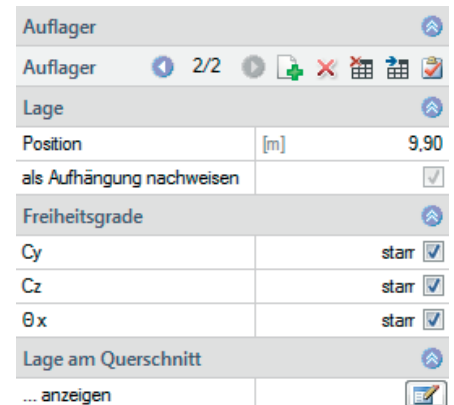 Auflager
Auflager 2/2
Lage
Position [m] 9,90
als Aufhängung nachweisen
Freiheitsgrade
Cy starr
Cz starr
Θx starr
Lage am Querschnitt
... anzeigen